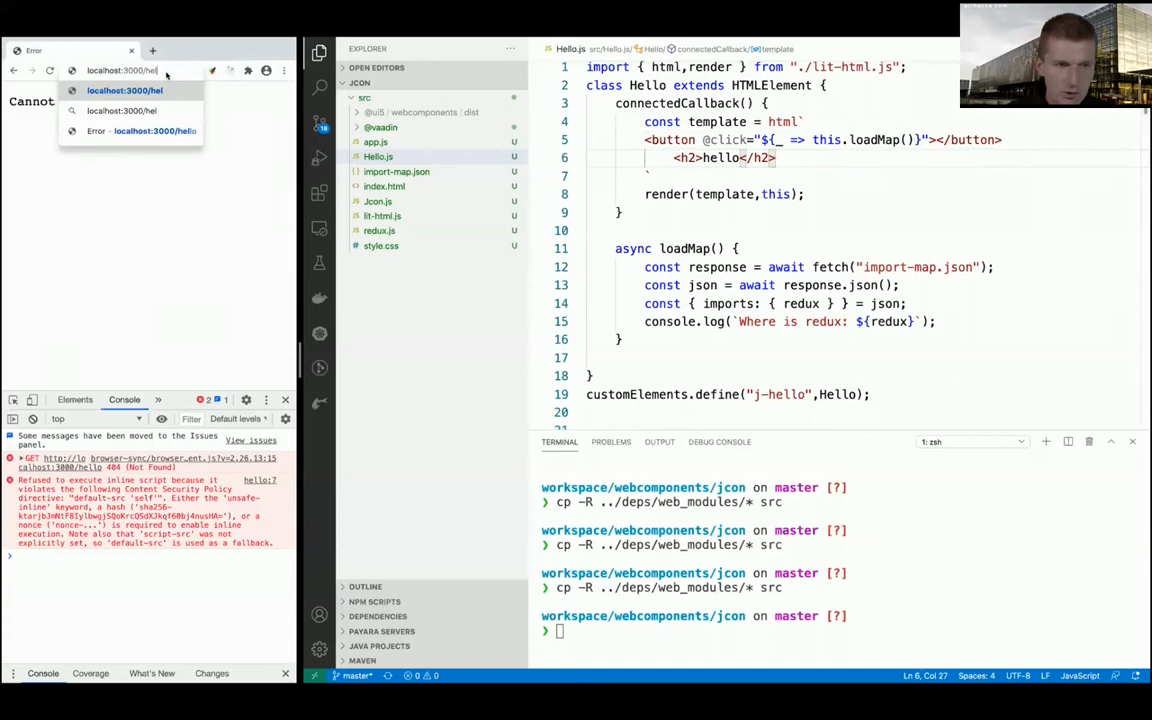 Error
localhost:3000/hel
localhost:3000/hel
localhost:3000/hel
Error - localhost:3000/hello
Cannot
Elements Console » 2 1
top Filter Default levels
Some messages have been moved to the Issues panel.
View issues
GET http://lo browser-sync/browser…ent.js?v=2.26.13:15
calhost:3000/hello 404 (Not Found)
Refused to execute inline script because it hello:7
violates the following Content Security Policy
directive: "default-src 'self'". Either the 'unsafe-
inline' keyword, a hash ('sha256-
or
a nonce ('nonce-...') is required to enable inline
execution. Note also that 'script-src' was not
explicitly set, so 'default-src' is used as a fallback.
Console Coverage What's New Changes
EXPLORER
OPEN EDITORS
JCON
src
@ui5 / webcomponents / dist
@vaadin
app.js U
Hello.js U
import-map.json U
index.html U
Jcon.js U
lit-html.js U
redux.js U
style.css U
OUTLINE
NPM SCRIPTS
DEPENDENCIES
PAYARA SERVERS
JAVA PROJECTS
MAVEN
18
Hello.js src/Hello.js/ Hello/ connectedCallback/ template
1 import { html,render } from "./lit-html.js";
2 class Hello extends HTMLElement {
3 connectedCallback() {
4 const template = html`
5 <button @click="${_ => this.loadMap()}"></button>
6 <h2>hello</h2>
7 `
8 render(template,this);
9 }
10
11 async loadMap() {
12 const response = await fetch("import-map.json");
13 const json = await response.json();
14 const { imports: { redux } } = json;
15 console.log(`Where is redux: ${redux}`);
16 }
17
18 }
19 customElements.define("j-hello",Hello);
20
TERMINAL PROBLEMS OUTPUT DEBUG CONSOLE 1: zsh
workspace/webcomponents/jcon on master [?]
❯ cp -R ../deps/web_modules/* src
workspace/webcomponents/jcon on master [?]
❯ cp -R ../deps/web_modules/* src
workspace/webcomponents/jcon on master [?]
❯ cp -R ../deps/web_modules/* src
workspace/webcomponents/jcon on master [?]
❯
master* 0 0 Ln 6, Col 27 Spaces: 4 UTF-8 LF JavaScript